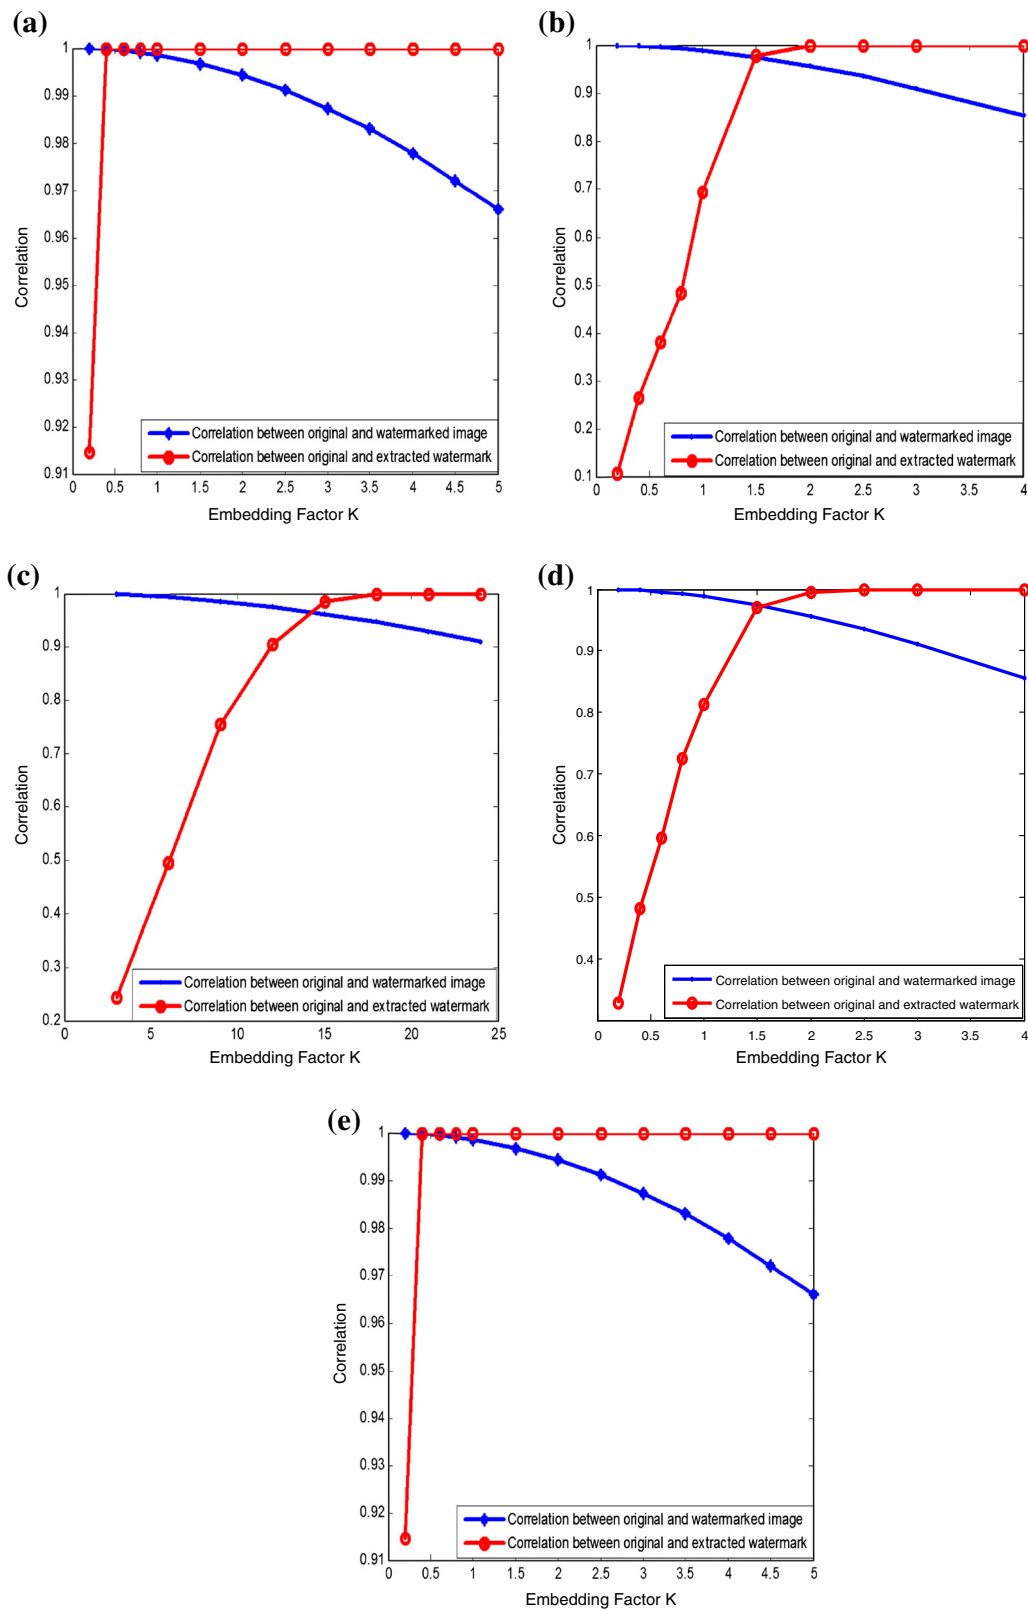 (a)
1
0.99
0.98
0.97
0.96
0.95
0.94
0.93
0.92
0.91
Correlation
Correlation between original and watermarked image
Correlation between original and extracted watermark
0 0.5 1 1.5 2 2.5 3 3.5 4 4.5 5
Embedding Factor K
(b)
1
0.9
0.8
0.7
0.6
0.5
0.4
0.3
0.2
0.1
Correlation
Correlation between original and watermarked image
Correlation between original and extracted watermark
0 0.5 1 1.5 2 2.5 3 3.5 4
Embedding Factor K
(c)
1
0.9
0.8
0.7
0.6
0.5
0.4
0.3
0.2
Correlation
Correlation between original and watermarked image
Correlation between original and extracted watermark
0 5 10 15 20 25
Embedding Factor K
(d)
1
0.9
0.8
0.7
0.6
0.5
0.4
Correlation
Correlation between original and watermarked image
Correlation between original and extracted watermark
0 0.5 1 1.5 2 2.5 3 3.5 4
Embedding Factor K
(e)
1
0.99
0.98
0.97
0.96
0.95
0.94
0.93
0.92
0.91
Correlation
Correlation between original and watermarked image
Correlation between original and extracted watermark
0 0.5 1 1.5 2 2.5 3 3.5 4 4.5 5
Embedding Factor K